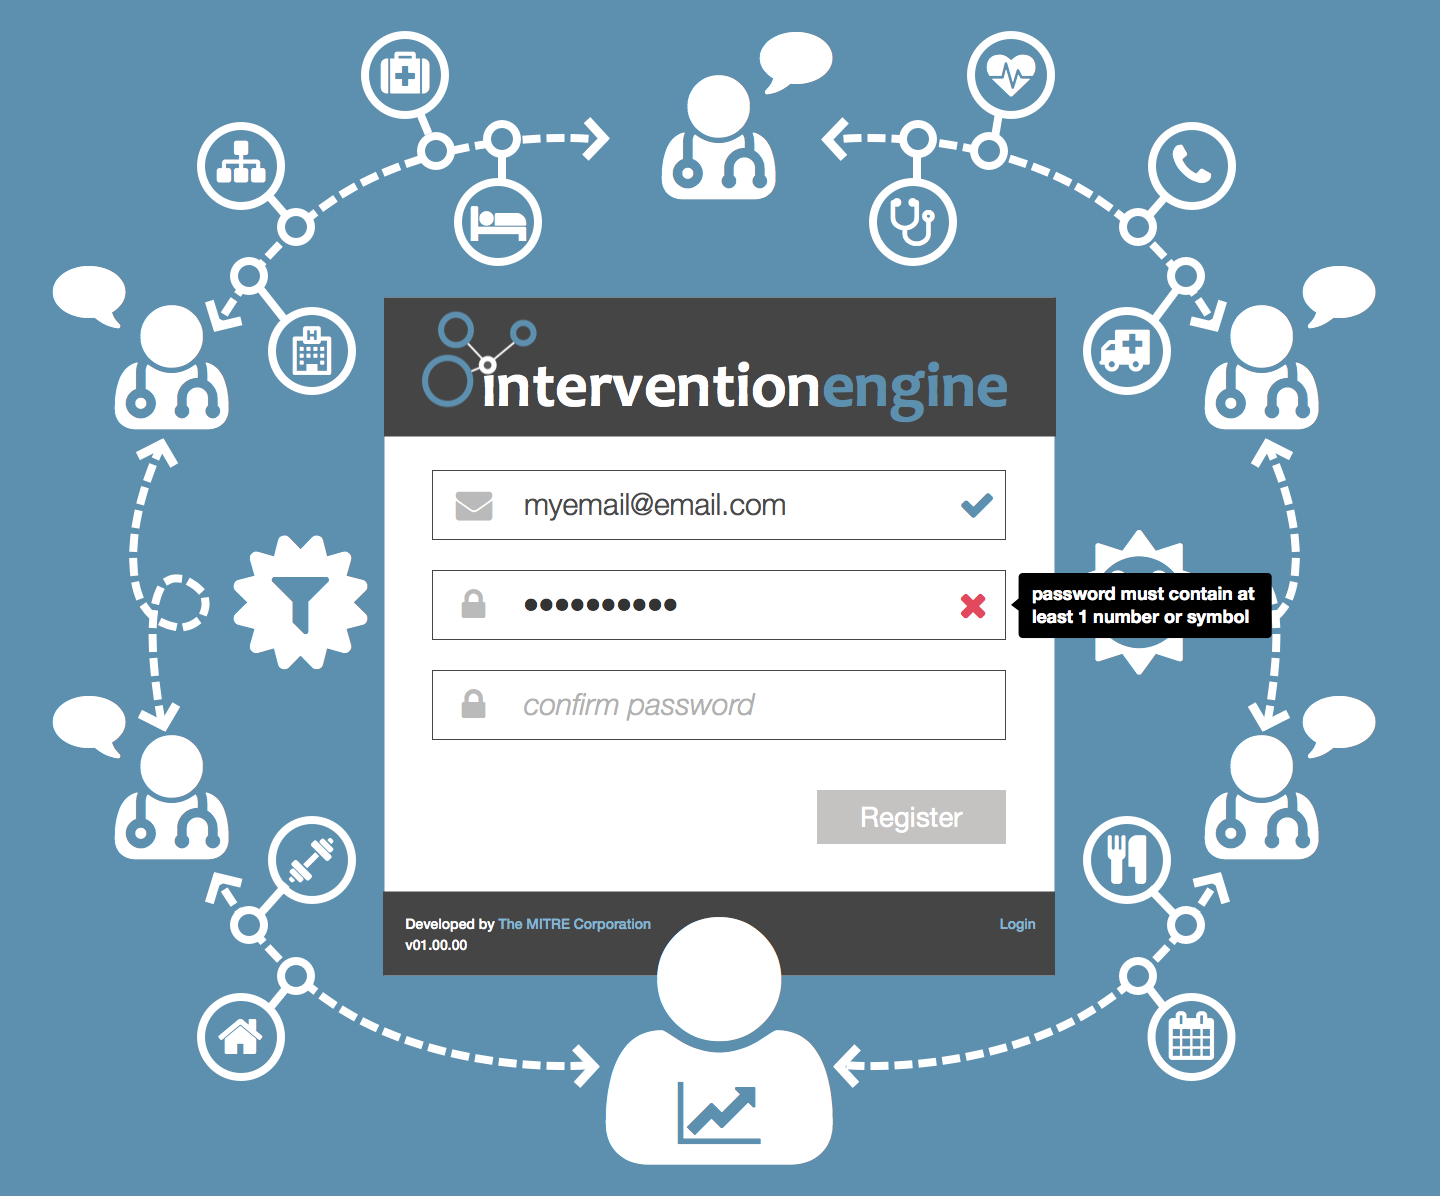 interventionengine
myemail@email.com
••••••••••
password must contain at
least 1 number or symbol
confirm password
Register
Developed by The MITRE Corporation
Login
v01.00.00
H